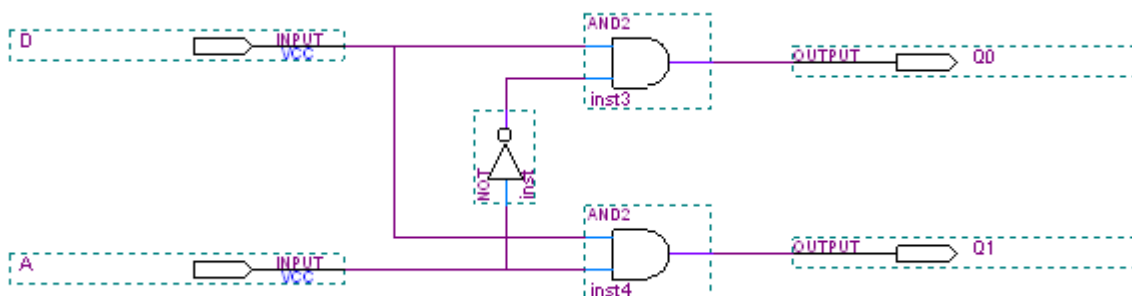 AND2
D
INPUT
VCC
OUTPUT
Q0
inst3
NOT
inst
AND2
A
INPUT
VCC
OUTPUT
Q1
inst4